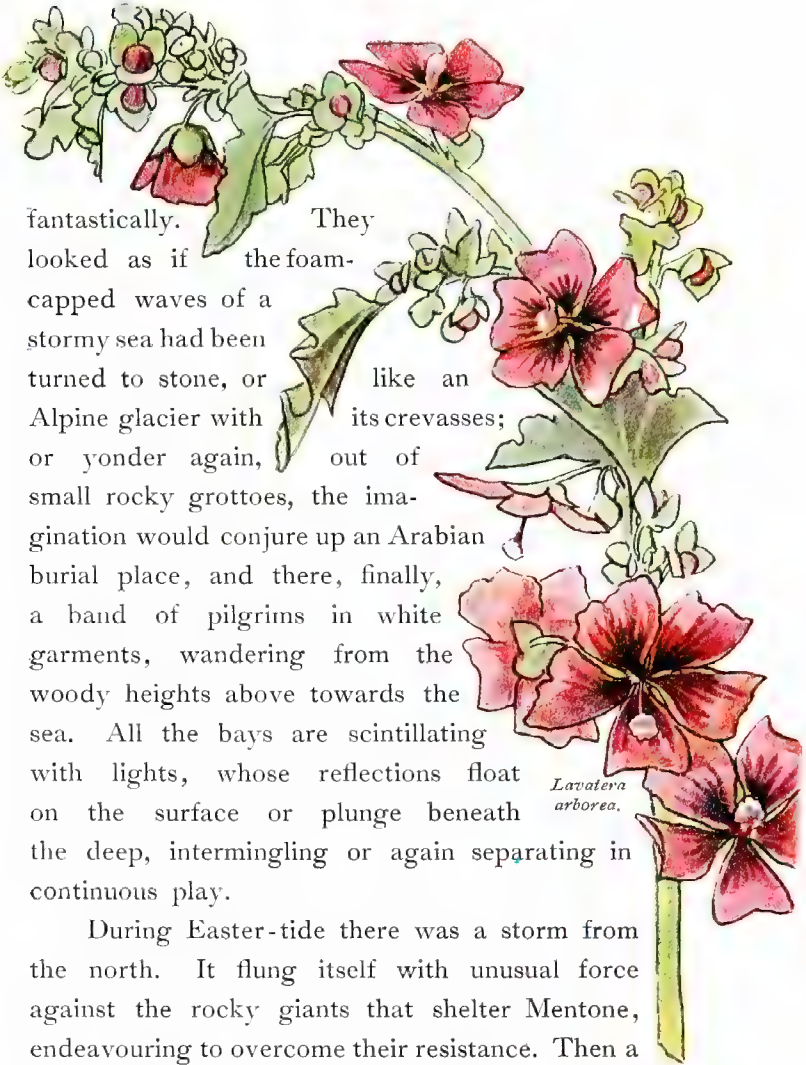 fantastically. They
looked as if the foam-
capped waves of a
stormy sea had been
turned to stone, or like an
Alpine glacier with its crevasses;
or yonder again, out of
small rocky grottoes, the ima-
gination would conjure up an Arabian
burial place, and there, finally,
a band of pilgrims in white
garments, wandering from the
woody heights above towards the
sea. All the bays are scintillating
with lights, whose reflections float
on the surface or plunge beneath
the deep, intermingling or again separating in
continuous play.
During Easter-tide there was a storm from
the north. It flung itself with unusual force
against the rocky giants that shelter Mentone,
endeavouring to overcome their resistance. Then a
Lavatera
arborea.